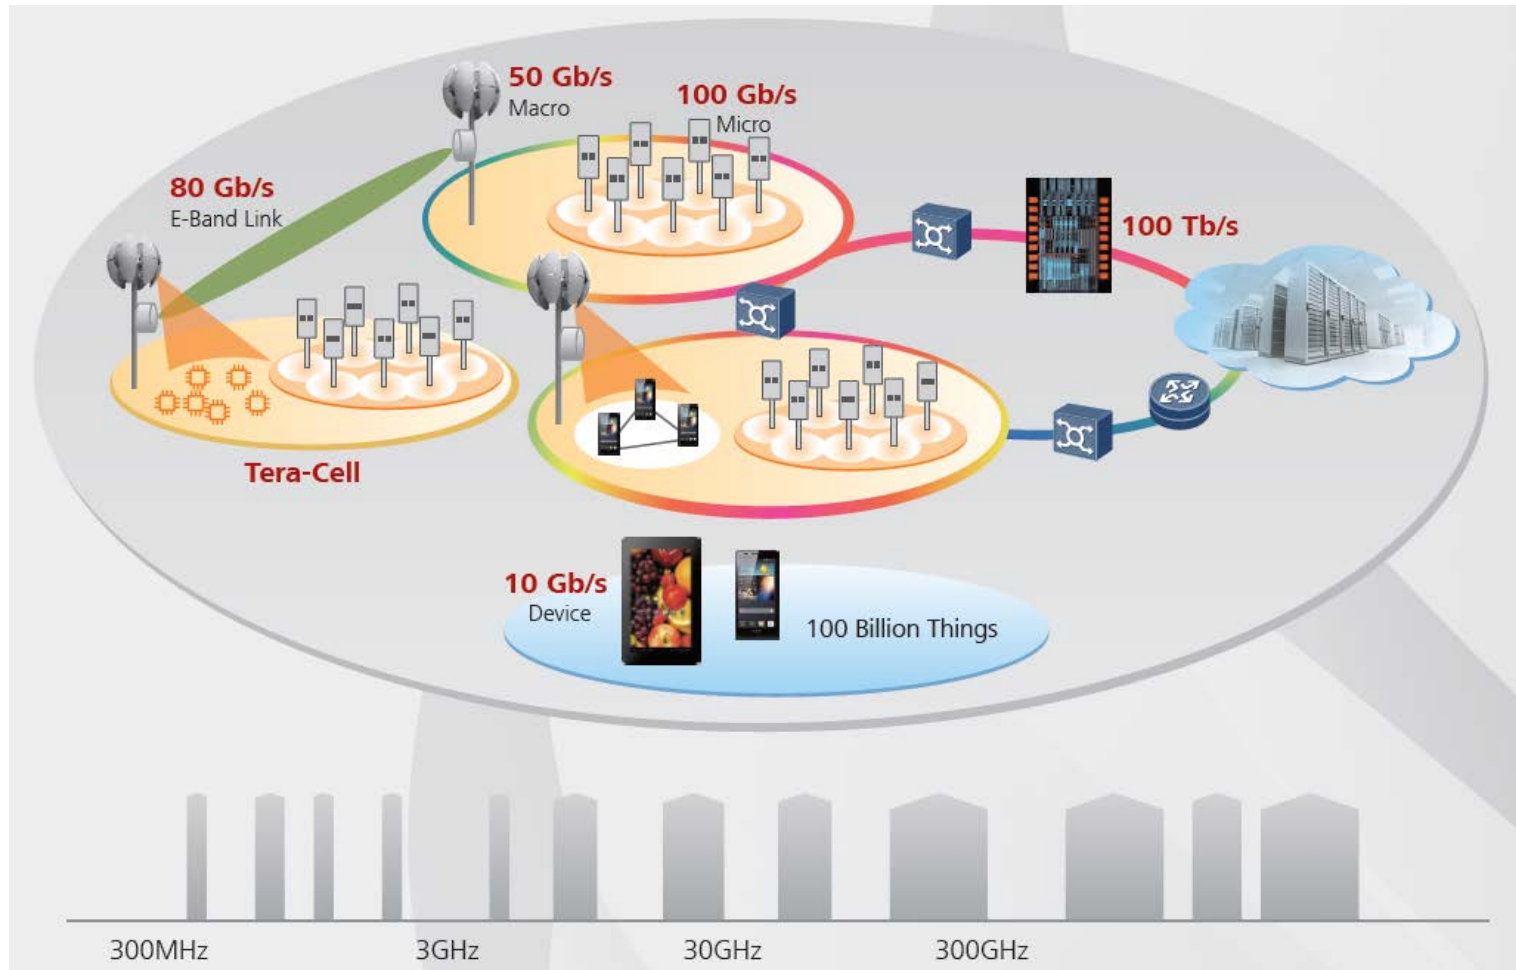 50 Gb/s
Macro
100 Gb/s
Micro
80 Gb/s
E-Band Link
100 Tb/s
Tera-Cell
10 Gb/s
Device
100 Billion Things
300MHz
3GHz
30GHz
300GHz